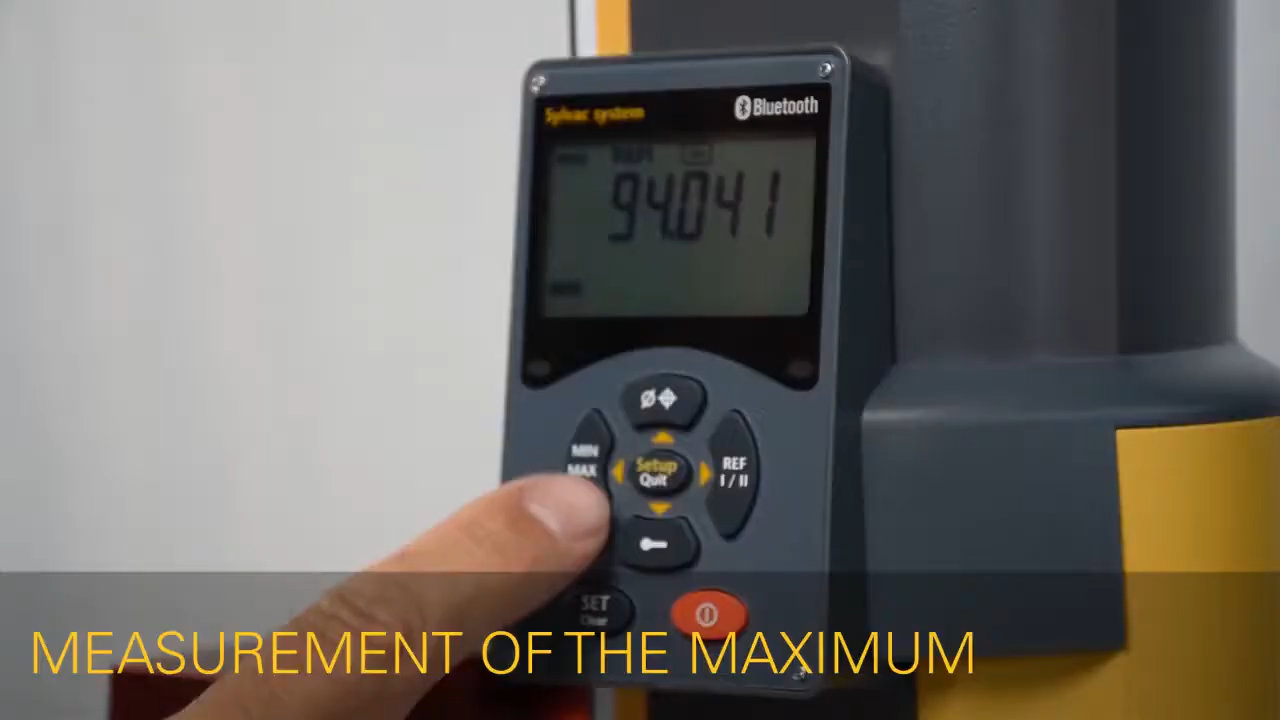 Sylvac system
Bluetooth
94.041
Ø
MIN
MAX
Setup
Quit
REF
I / II
SET
Clear
MEASUREMENT OF THE MAXIMUM